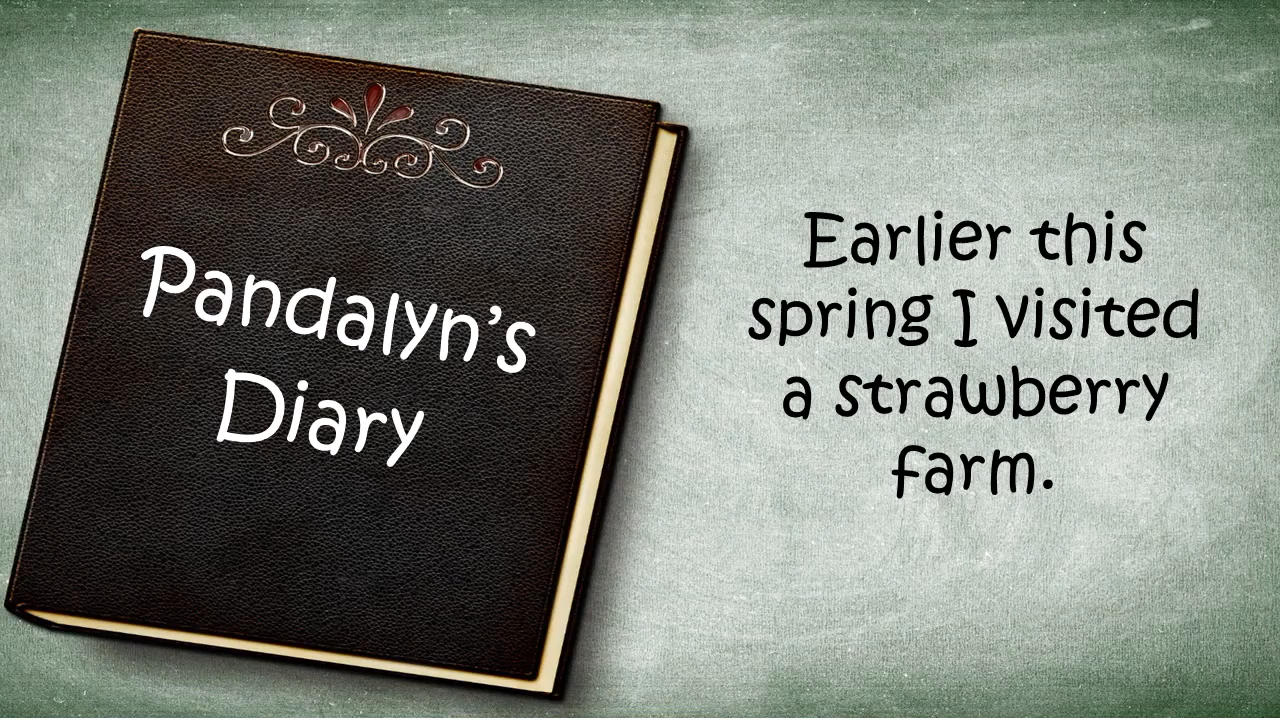 Pandalyn's
Diary
Earlier this
spring I visited
a strawberry
farm.